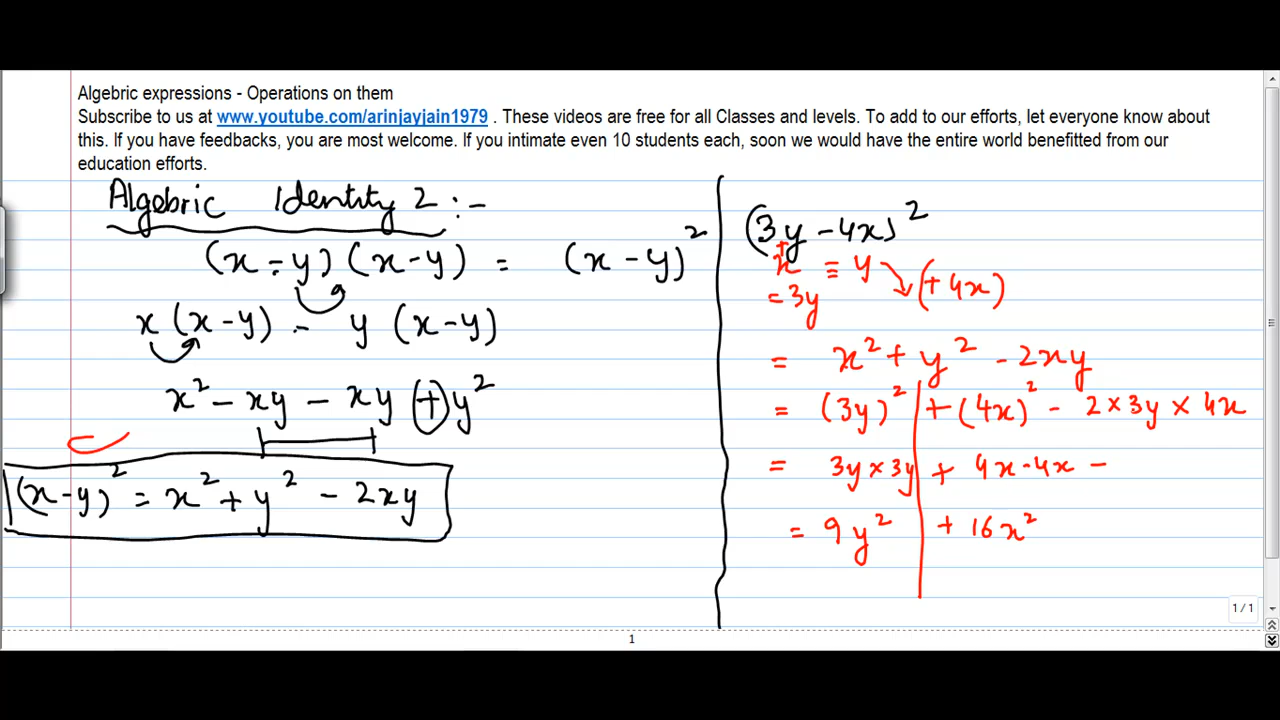 Algebric expressions - Operations on them
Subscribe to us at www.youtube.com/arinjayjain1979 . These videos are free for all Classes and levels. To add to our efforts, let everyone know about
this. If you have feedbacks, you are most welcome. If you intimate even 10 students each, soon we would have the entire world benefitted from our
education efforts.
Algebric Identity 2 :-
(x - y) (x - y) = (x - y)²
x (x - y) - y (x - y)
x² - xy - xy (+) y²
(x - y)² = x² + y² - 2xy
(3y - 4x)²
x ≡ y (+ 4x)
= 3y
= x² + y² - 2xy
= (3y)² + (4x)² - 2 × 3y × 4x
= 3y × 3y + 4x - 4x -
= 9y² + 16x²
1 / 1
1